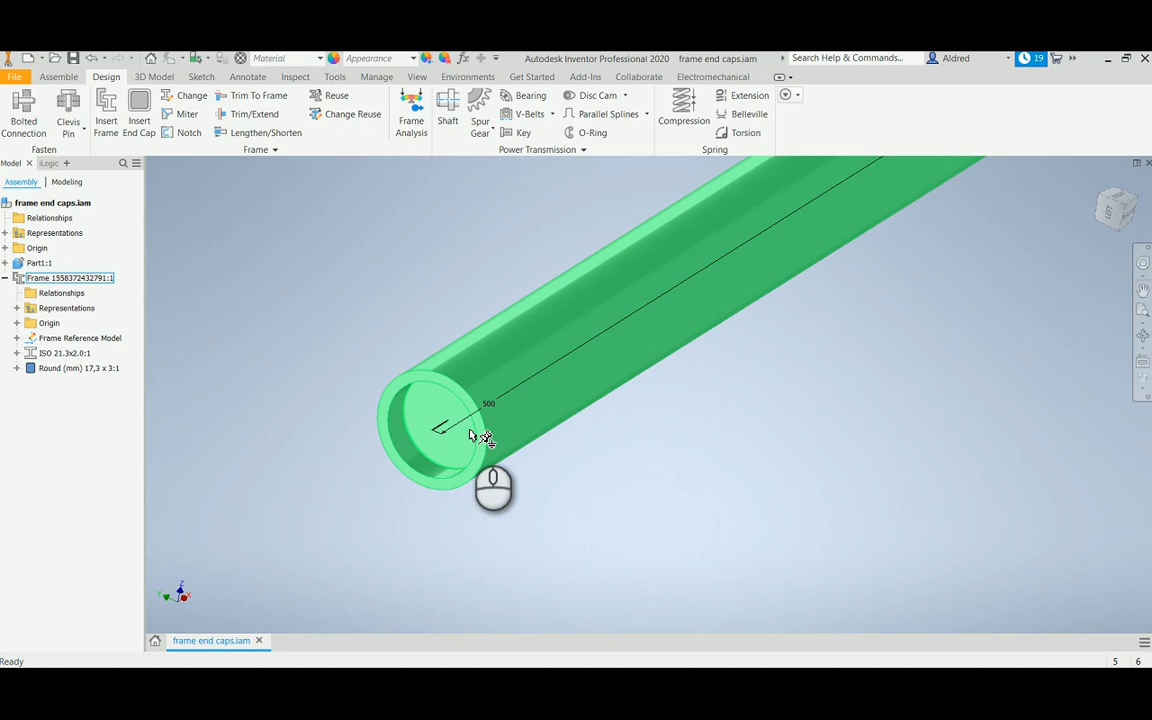 Material
Appearance
Autodesk Inventor Professional 2020 frame end caps.iam
Search Help & Commands...
Aldred
19
File Assemble Design 3D Model Sketch Annotate Inspect Tools Manage View Environments Get Started Add-Ins Collaborate Electromechanical
Bolted Connection
Clevis Pin
Fasten
Insert Frame
Insert End Cap
Change
Miter
Notch
Trim To Frame
Trim/Extend
Lengthen/Shorten
Reuse
Change Reuse
Frame
Frame Analysis
Shaft
Spur Gear
Bearing
V-Belts
Key
Disc Cam
Parallel Splines
O-Ring
Power Transmission
Compression
Extension
Belleville
Torsion
Spring
Model
iLogic
Assembly Modeling
frame end caps.iam
Relationships
Representations
Origin
Part1:1
Frame 1558372432791:1
Relationships
Representations
Origin
Frame Reference Model
ISO 21.3x2.0:1
Round (mm) 17,3 x 3:1
500
Z
X
frame end caps.iam
Ready
5 6